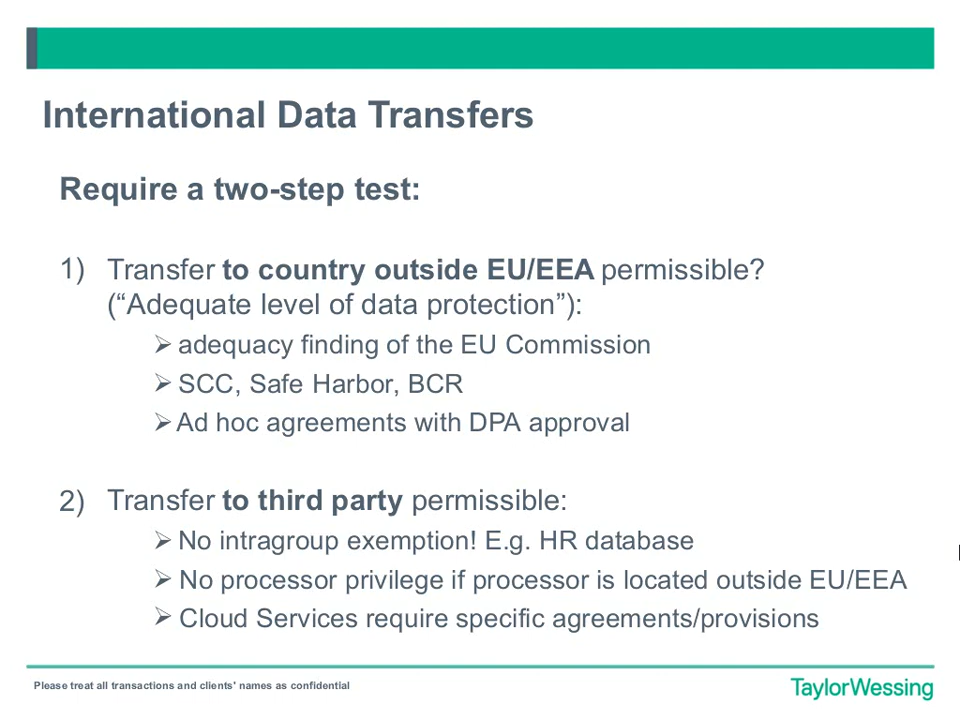 International Data Transfers
Require a two-step test:
1) Transfer to country outside EU/EEA permissible?
(“Adequate level of data protection”):
➢ adequacy finding of the EU Commission
➢ SCC, Safe Harbor, BCR
➢ Ad hoc agreements with DPA approval
2) Transfer to third party permissible:
➢ No intragroup exemption! E.g. HR database
➢ No processor privilege if processor is located outside EU/EEA
➢ Cloud Services require specific agreements/provisions
Please treat all transactions and clients' names as confidential
TaylorWessing